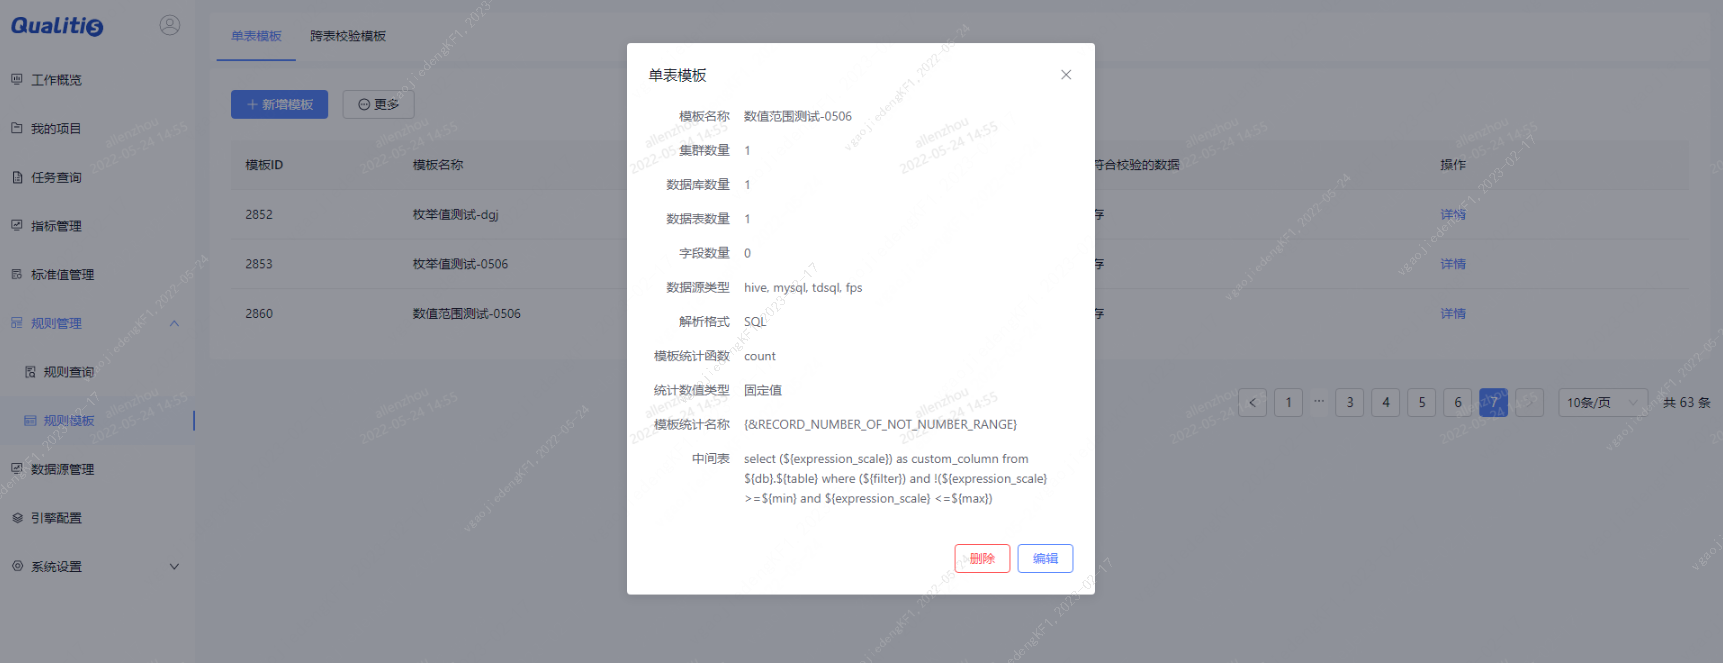 Qualitis
工作概览
我的项目
任务查询
指标管理
标准值管理
规则管理
规则查询
规则模板
数据源管理
引擎配置
系统设置
单表模板
跨表校验模板
新增模板
更多
模板ID
模板名称
符合校验的数据
操作
2852
枚举值测试-dgj
存
详情
2853
枚举值测试-0506
存
详情
2860
数值范围测试-0506
存
详情
1
···
3
4
5
6
7
10条/页
共 63 条
单表模板
模板名称 数值范围测试-0506
集群数量 1
数据库数量 1
数据表数量 1
字段数量 0
数据源类型 hive, mysql, tdsql, fps
解析格式 SQL
模板统计函数 count
统计数值类型 固定值
模板统计名称 {&RECORD_NUMBER_OF_NOT_NUMBER_RANGE}
中间表 select (${expression_scale}) as custom_column from
${db}.${table} where (${filter}) and !(${expression_scale}
>=${min} and ${expression_scale} <=${max})
删除
编辑
allenzhou
2022-05-24 14:55
vgaojiedengKF1, 2023-02-17
vgaojiedengKF1, 2022-05-24